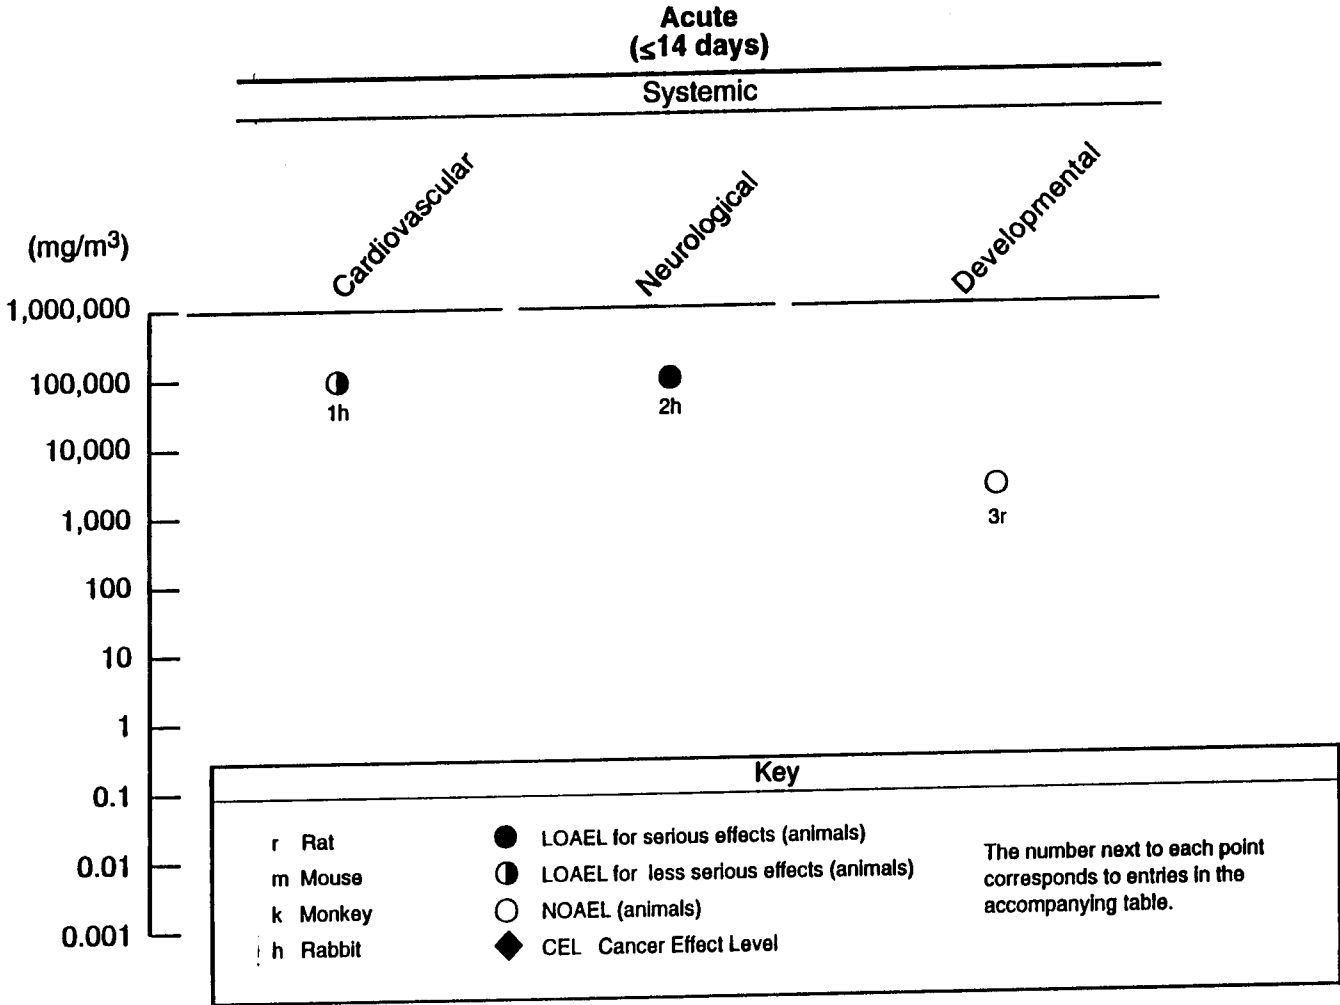 Acute
(≤14 days)
Systemic
Cardiovascular
Neurological
Developmental
(mg/m³)
1,000,000
100,000
10,000
1,000
100
10
1
0.1
0.01
0.001
1h
2h
3r
Key
r Rat
m Mouse
k Monkey
h Rabbit
LOAEL for serious effects (animals)
LOAEL for less serious effects (animals)
NOAEL (animals)
CEL Cancer Effect Level
The number next to each point
corresponds to entries in the
accompanying table.